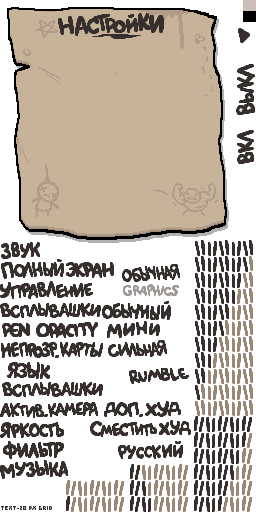 НАСТРОЙКИ
ВКЛ ВЫКЛ
ЗВУК
ПОЛНЫЙ ЭКРАН ОБЫЧНАЯ
УПРАВЛЕНИЕ GRAPHICS
ВСПЛЫВАШКИ ОБЫЧНЫЙ
PEN OPACITY МИНИ
НЕПРОЗР. КАРТЫ СИЛЬНАЯ
ЯЗЫК RUMBLE
ВСПЛЫВАШКИ
АКТИВ. КАМЕРА ДОП. ХУД
ЯРКОСТЬ СМЕСТИТЬ ХУД
ФИЛЬТР РУССКИЙ
МУЗЫКА
TEXT-20 PX GRID